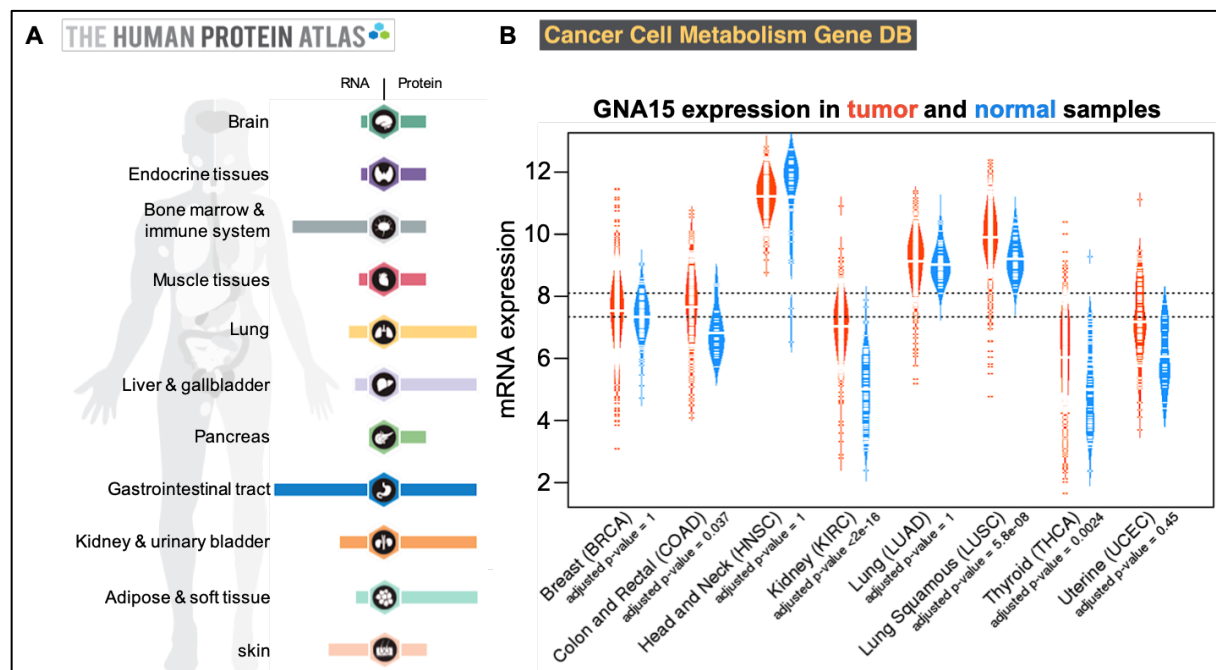 A
THE HUMAN PROTEIN ATLAS
RNA
Protein
Brain
Endocrine tissues
Bone marrow &
immune system
Muscle tissues
Lung
Liver & gallbladder
Pancreas
Gastrointestinal tract
Kidney & urinary bladder
Adipose & soft tissue
skin
B
Cancer Cell Metabolism Gene DB
GNA15 expression in tumor and normal samples
mRNA expression
12
10
8
6
4
2
Breast (BRCA)
adjusted p-value = 1
Colon and Rectal (COAD)
adjusted p-value = 0.037
Head and Neck (HNSC)
adjusted p-value = 1
Kidney (KIRC)
adjusted p-value <2e-16
Lung (LUAD)
adjusted p-value = 1
Lung Squamous (LUSC)
adjusted p-value = 5.8e-08
Thyroid (THCA)
adjusted p-value = 0.0024
Uterine (UCEC)
adjusted p-value = 0.45